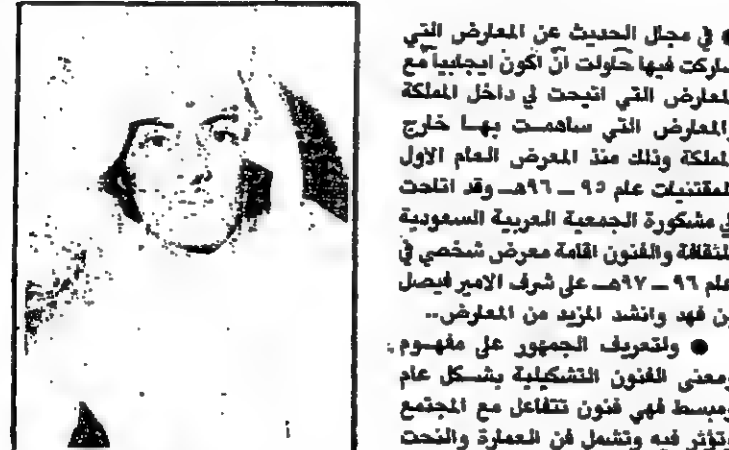 ● في مجال الحديث عن المعارض التي
شاركت فيها حاولت أن أكون ايجابياً مع
المعارض التي اتيحت لي داخل المملكة
والمعارض التي ساهمت بها خارج
المملكة وذلك منذ المعرض العام الاول
للمقتنيات عام ٩٥ ــ ٩٦هـ وقد اتاحت
لي مشكورة الجمعية العربية السعودية
للثقافة والفنون اقامة معرض شخصي في
عام ٩٦ ــ ٩٧هـ على شرف الامير فيصل
بن فهد وانشد المزيد من المعارض..
● ولتعريف الجمهور على مفهوم
ومعنى الفنون التشكيلية بشكل عام
ومبسط فهي فنون تتفاعل مع المجتمع
وتؤثر فيه وتشمل فن العمارة والنحت